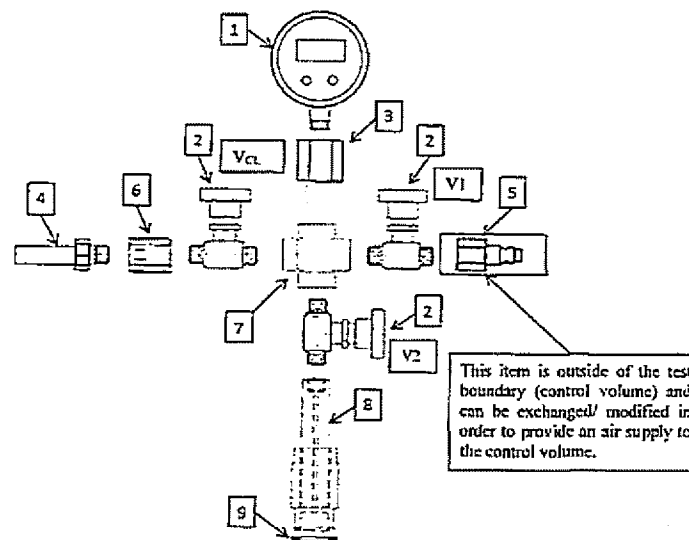 1
3
2
V_CL
2
V1
4
6
5
7
2
V2
8
9
This item is outside of the test
boundary (control volume) and
can be exchanged/ modified in
order to provide an air supply to
the control volume.